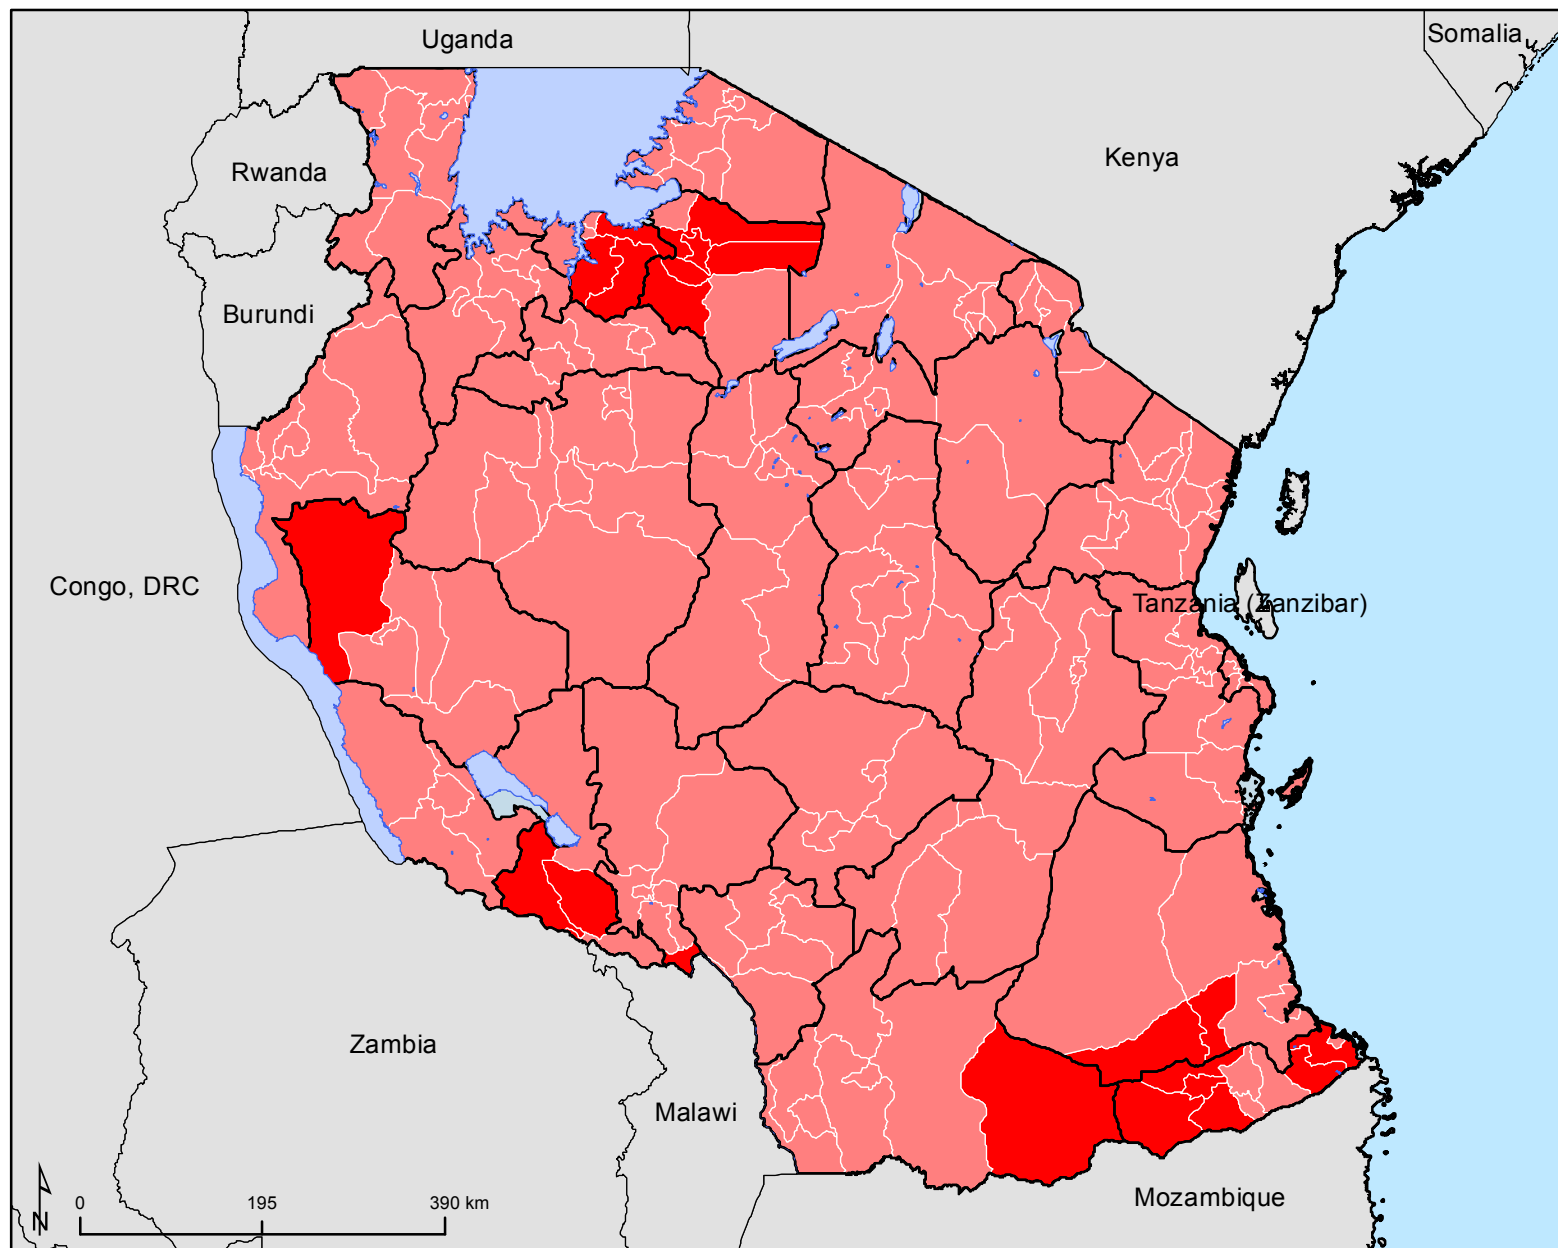 Uganda
Somalia
Kenya
Rwanda
Burundi
Congo, DRC
Tanzania (Zanzibar)
Zambia
Malawi
Mozambique
N
0 195 390 km